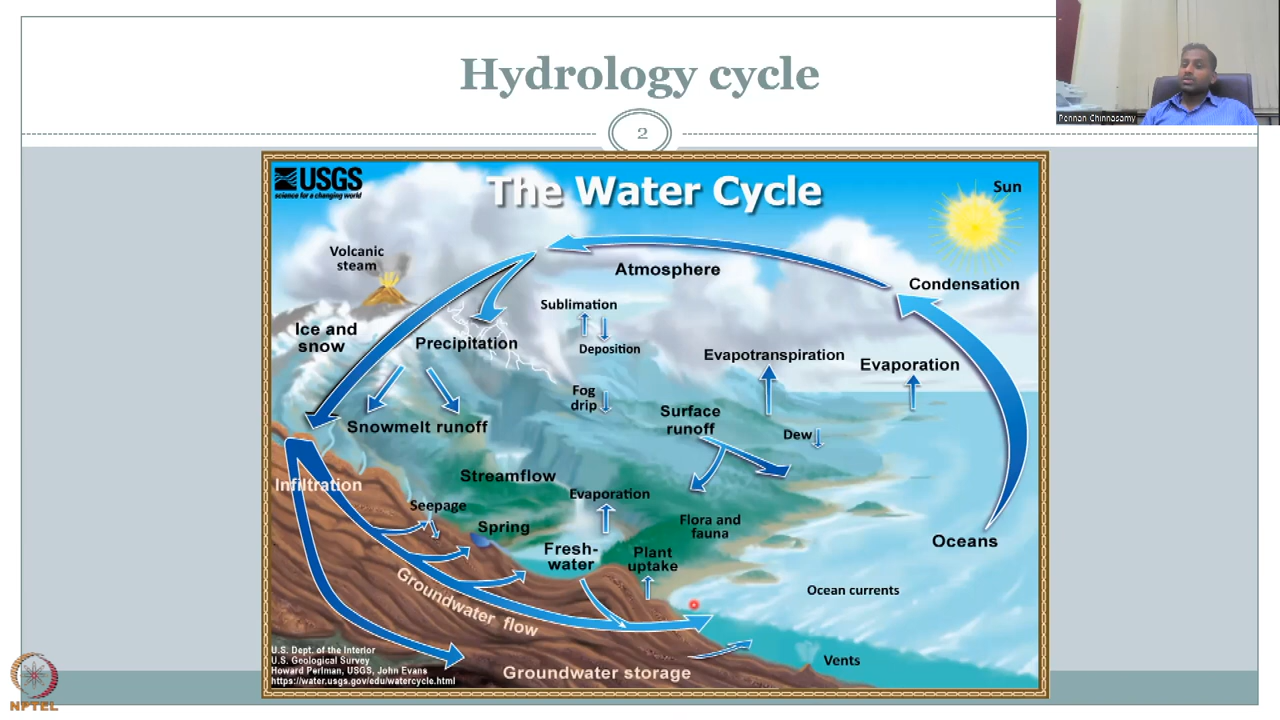 Hydrology cycle
Pennan Chinnasamy
2
USGS
science for a changing world
The Water Cycle
Sun
Volcanic
steam
Atmosphere
Condensation
Sublimation
Ice and
snow
Precipitation
Deposition
Evapotranspiration
Evaporation
Fog
drip
Surface
runoff
Snowmelt runoff
Dew
Streamflow
Infiltration
Evaporation
Seepage
Spring
Flora and
fauna
Oceans
Fresh-
water
Plant
uptake
Groundwater flow
Ocean currents
U.S. Dept. of the Interior
U.S. Geological Survey
Howard Perlman, USGS, John Evans
https://water.usgs.gov/edu/watercycle.html
Groundwater storage
Vents
NPTEL